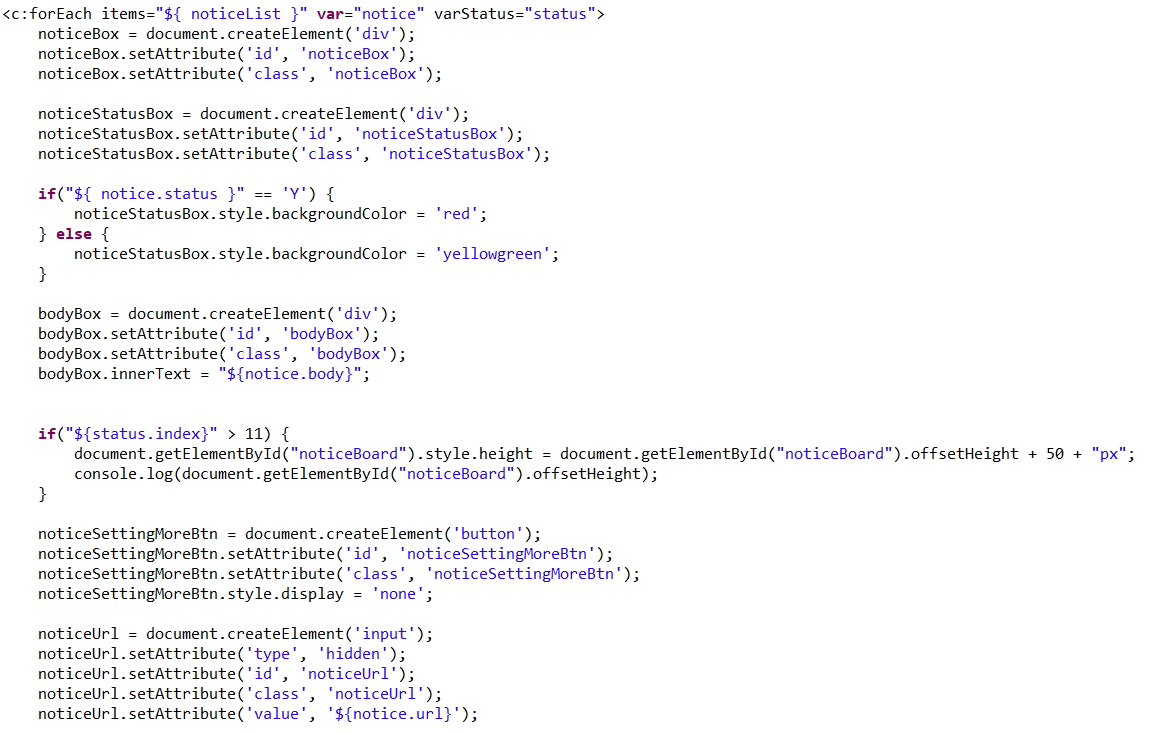 <c:forEach items="${ noticeList }" var="notice" varStatus="status">
noticeBox = document.createElement('div');
noticeBox.setAttribute('id', 'noticeBox');
noticeBox.setAttribute('class', 'noticeBox');
noticeStatusBox = document.createElement('div');
noticeStatusBox.setAttribute('id', 'noticeStatusBox');
noticeStatusBox.setAttribute('class', 'noticeStatusBox');
if("${ notice.status }" == 'Y') {
noticeStatusBox.style.backgroundColor = 'red';
} else {
noticeStatusBox.style.backgroundColor = 'yellowgreen';
}
bodyBox = document.createElement('div');
bodyBox.setAttribute('id', 'bodyBox');
bodyBox.setAttribute('class', 'bodyBox');
bodyBox.innerText = "${notice.body}";
if("${status.index}" > 11) {
document.getElementById("noticeBoard").style.height = document.getElementById("noticeBoard").offsetHeight + 50 + "px";
console.log(document.getElementById("noticeBoard").offsetHeight);
}
noticeSettingMoreBtn = document.createElement('button');
noticeSettingMoreBtn.setAttribute('id', 'noticeSettingMoreBtn');
noticeSettingMoreBtn.setAttribute('class', 'noticeSettingMoreBtn');
noticeSettingMoreBtn.style.display = 'none';
noticeUrl = document.createElement('input');
noticeUrl.setAttribute('type', 'hidden');
noticeUrl.setAttribute('id', 'noticeUrl');
noticeUrl.setAttribute('class', 'noticeUrl');
noticeUrl.setAttribute('value', '${notice.url}');